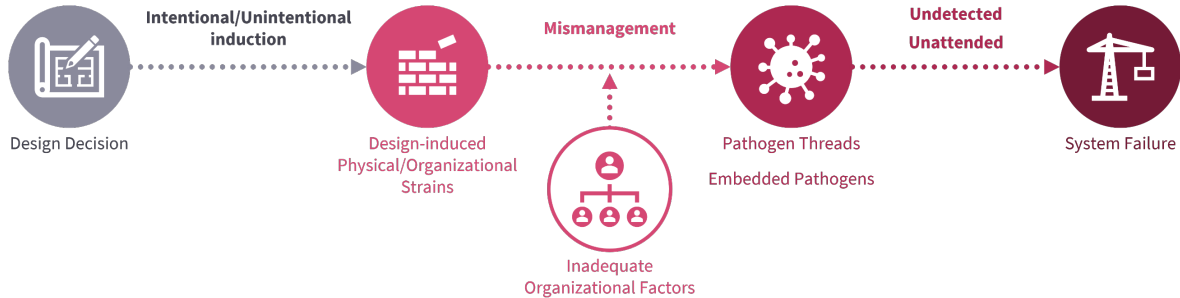 Intentional/Unintentional
induction
Mismanagement
Undetected
Unattended
Design Decision
Design-induced
Physical/Organizational
Strains
Pathogen Threads
Embedded Pathogens
System Failure
Inadequate
Organizational Factors